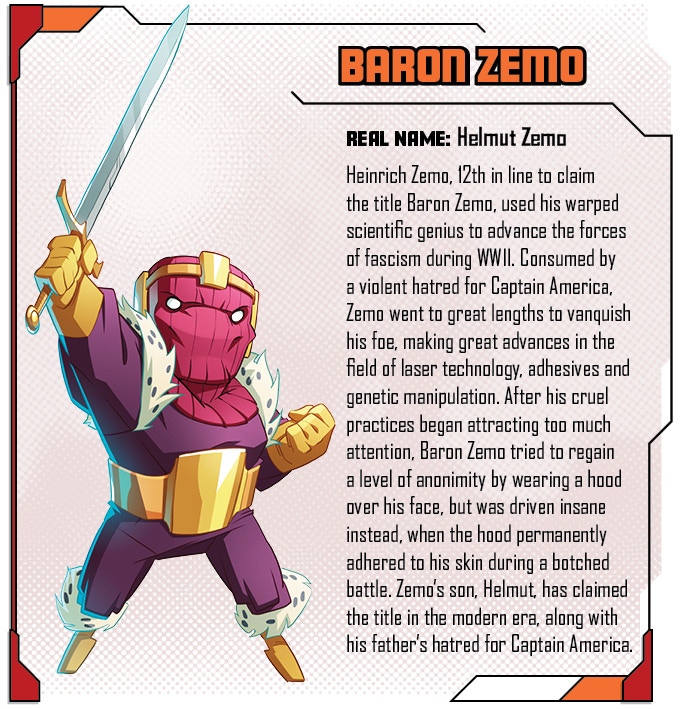 BARON ZEMO
REAL NAME: Helmut Zemo
Heinrich Zemo, 12th in line to claim
the title Baron Zemo, used his warped
scientific genius to advance the forces
of fascism during WWII. Consumed by
a violent hatred for Captain America,
Zemo went to great lengths to vanquish
his foe, making great advances in the
field of laser technology, adhesives and
genetic manipulation. After his cruel
practices began attracting too much
attention, Baron Zemo tried to regain
a level of anonimity by wearing a hood
over his face, but was driven insane
instead, when the hood permanently
adhered to his skin during a botched
battle. Zemo's son, Helmut, has claimed
the title in the modern era, along with
his father's hatred for Captain America.